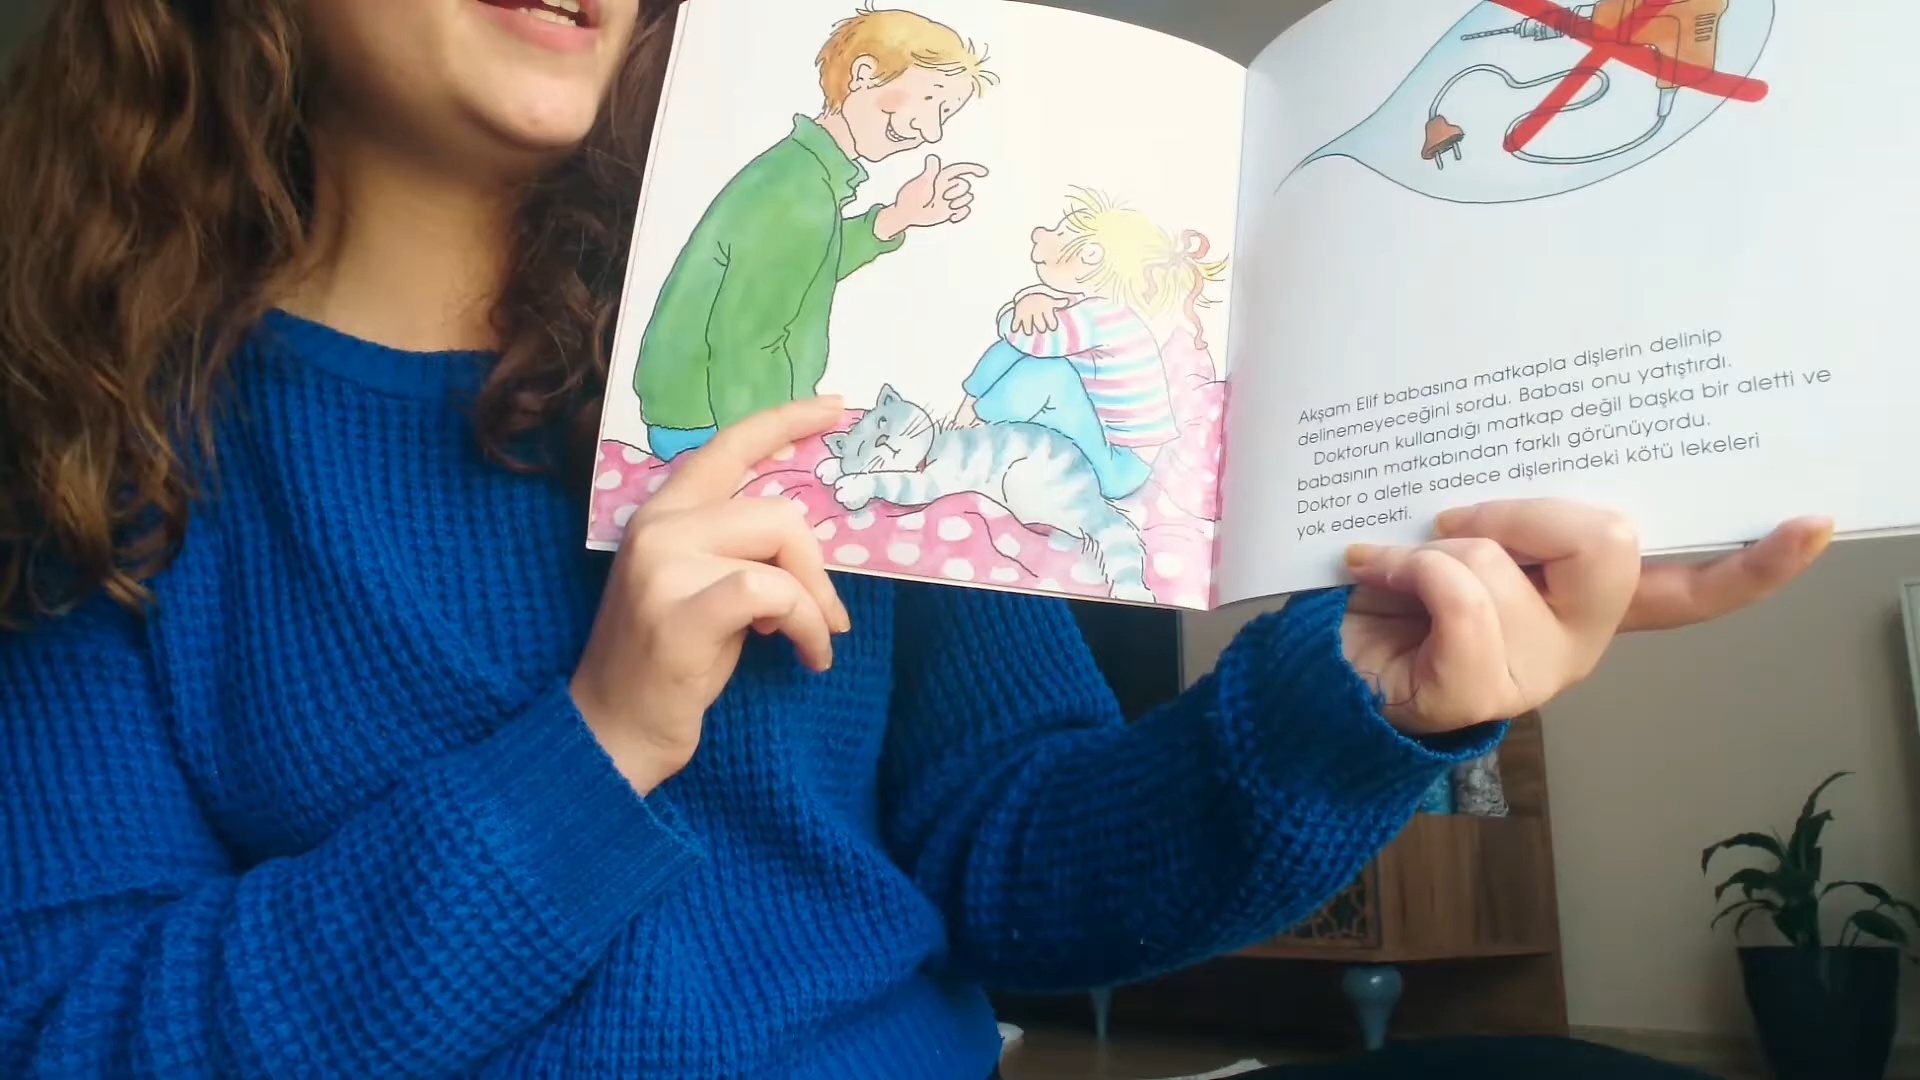 Akşam Elif babasına matkapla dişlerin delinip
delinemeyeceğini sordu. Babası onu yatıştırdı.
Doktorun kullandığı matkap değil başka bir aletti ve
babasının matkabından farklı görünüyordu.
Doktor o aletle sadece dişlerindeki kötü lekeleri
yok edecekti.